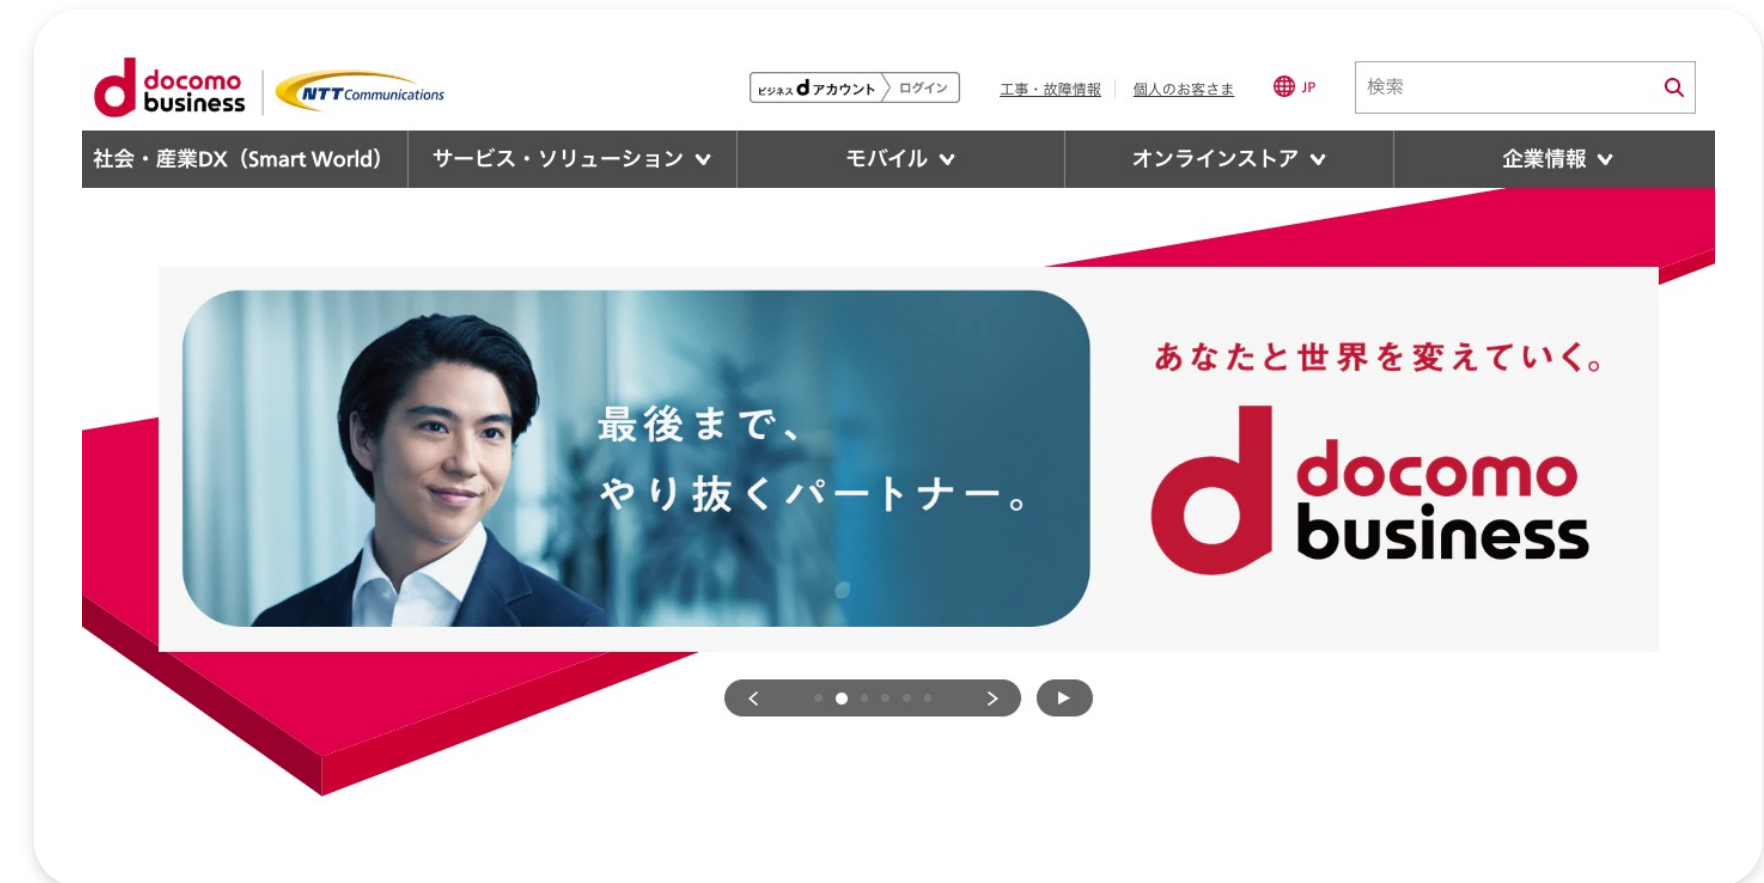 docomo business
NTT Communications
ビジネス dアカウント ログイン
工事・故障情報
個人のお客さま
JP
検索
社会・産業DX（Smart World）
サービス・ソリューション
モバイル
オンラインストア
企業情報
最後まで、
やり抜くパートナー。
あなたと世界を変えていく。
docomo
business